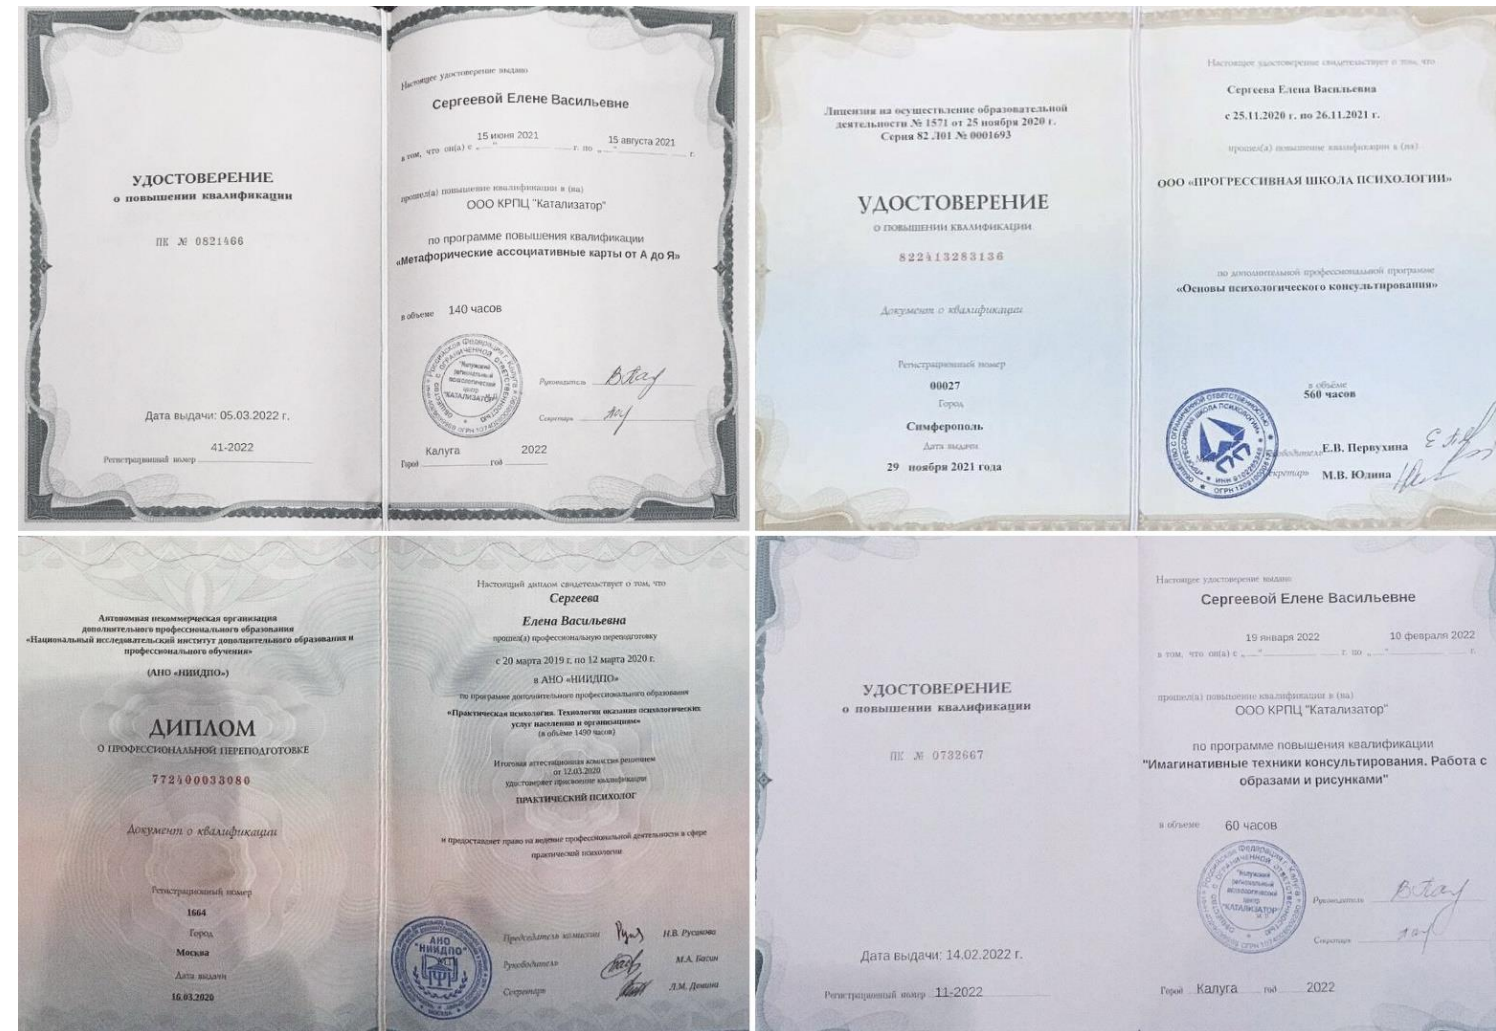 УДОСТОВЕРЕНИЕ
о повышении квалификации
ПК № 0821466
Дата выдачи: 05.03.2022 г.
41-2022
Регистрационный номер
Настоящее удостоверение выдано
Сергеевой Елене Васильевне
15 июня 2021 15 августа 2021
в том, что он(а) с „ “ г. по „ “ г.
прошел(а) повышение квалификации в (на)
ООО КРПЦ "Катализатор"
по программе повышения квалификации
«Метафорические ассоциативные карты от А до Я»
в объеме 140 часов
Руководитель
Секретарь
Калуга 2022
Город год
Лицензия на осуществление образовательной
деятельности № 1571 от 25 ноября 2020 г.
Серия 82 Л01 № 0001693
УДОСТОВЕРЕНИЕ
О ПОВЫШЕНИИ КВАЛИФИКАЦИИ
822413283136
Документ о квалификации
Регистрационный номер
00027
Город
Симферополь
Дата выдачи
29 ноября 2021 года
Настоящее удостоверение свидетельствует о том, что
Сергеева Елена Васильевна
с 25.11.2020 г. по 26.11.2021 г.
прошел(а) повышение квалификации в (на)
ООО «ПРОГРЕССИВНАЯ ШКОЛА ПСИХОЛОГИИ»
по дополнительной профессиональной программе
«Основы психологического консультирования»
в объёме
560 часов
Руководитель Е.В. Первухина
Секретарь М.В. Юдина
Автономная некоммерческая организация
дополнительного профессионального образования
«Национальный исследовательский институт дополнительного образования и
профессионального обучения»
(АНО «НИИДПО»)
ДИПЛОМ
О ПРОФЕССИОНАЛЬНОЙ ПЕРЕПОДГОТОВКЕ
772400033080
Документ о квалификации
Регистрационный номер
1664
Город
Москва
Дата выдачи
16.03.2020
Настоящий диплом свидетельствует о том, что
Сергеева
Елена Васильевна
прошел(а) профессиональную переподготовку
с 20 марта 2019 г. по 12 марта 2020 г.
в АНО «НИИДПО»
по программе дополнительного профессионального образования
«Практическая психология. Технологии оказания психологических
услуг населению и организациям»
(в объёме 1490 часов)
Итоговая аттестационная комиссия решением
от 12.03.2020
удостоверяет присвоение квалификации
ПРАКТИЧЕСКИЙ ПСИХОЛОГ
и предоставляет право на ведение профессиональной деятельности в сфере
практической психологии
АНО
"НИИДПО"
МОСКВА
Председатель комиссии Н.В. Русакова
Руководитель М.А. Басин
Секретарь Л.М. Демина
УДОСТОВЕРЕНИЕ
о повышении квалификации
ПК № 0732667
Дата выдачи: 14.02.2022 г.
Регистрационный номер 11-2022
Настоящее удостоверение выдано
Сергеевой Елене Васильевне
19 января 2022 10 февраля 2022
в том, что он(а) с „ “ г. по „ “ г.
прошел(а) повышение квалификации в (на)
ООО КРПЦ "Катализатор"
по программе повышения квалификации
"Имагинативные техники консультирования. Работа с
образами и рисунками"
в объеме 60 часов
Руководитель
Секретарь
Город Калуга год 2022